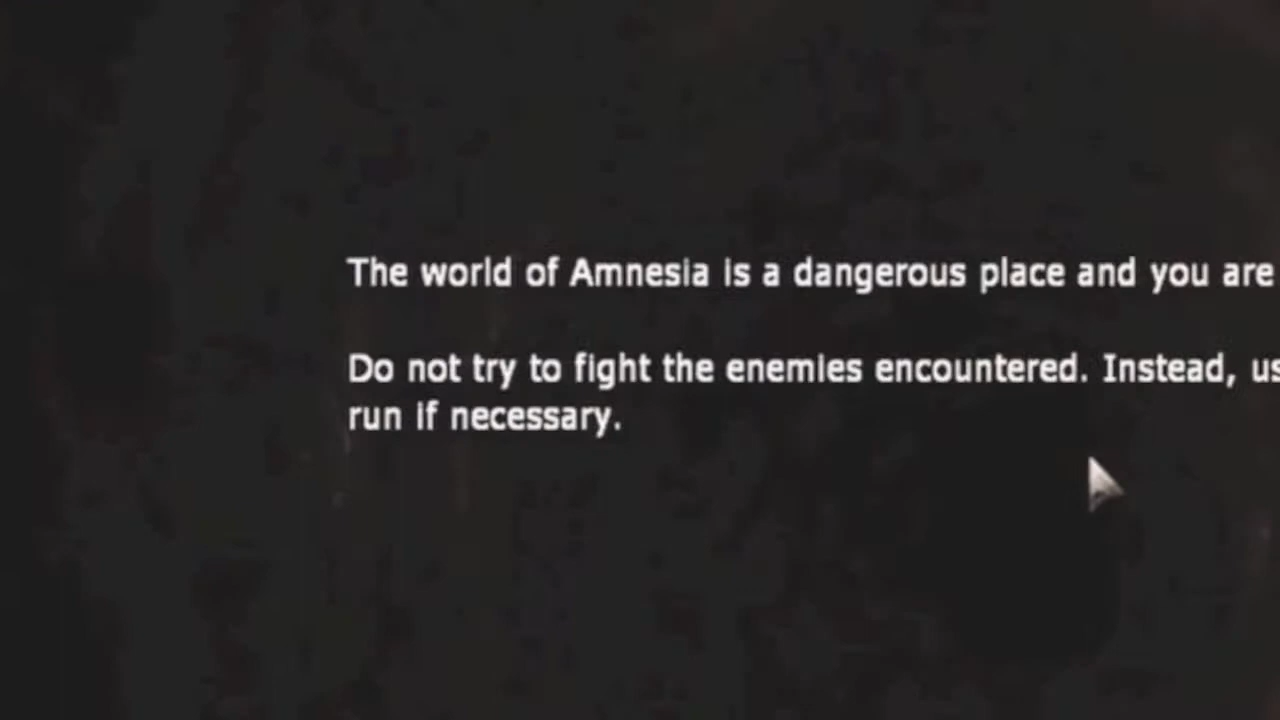 The world of Amnesia is a dangerous place and you are
Do not try to fight the enemies encountered. Instead, us
run if necessary.